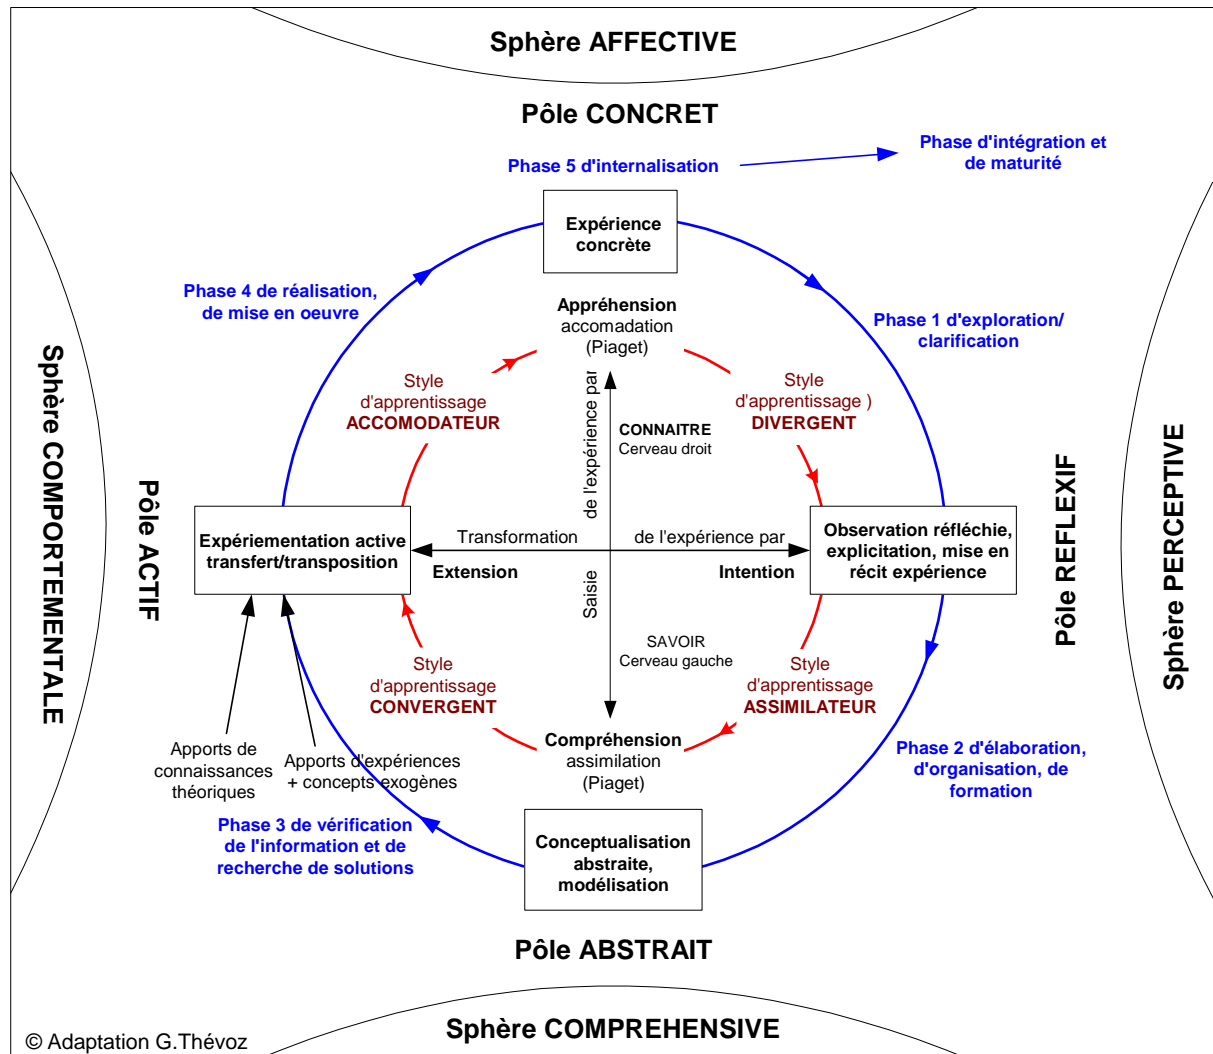 Sphère AFFECTIVE
Pôle CONCRET
Phase 5 d'internalisation
Phase d'intégration et
de maturité
Expérience
concrète
Phase 4 de réalisation,
de mise en oeuvre
Phase 1 d'exploration/
clarification
Appréhension
accomadation
(Piaget)
Style
d'apprentissage
ACCOMODATEUR
Style
d'apprentissage )
DIVERGENT
de l'expérience par
CONNAITRE
Cerveau droit
Sphère COMPORTEMENTALE
Pôle ACTIF
Expériementation active
transfert/transposition
Transformation
de l'expérience par
Extension
Intention
Observation réfléchie,
explicitation, mise en
récit expérience
Pôle REFLEXIF
Sphère PERCEPTIVE
Saisie
SAVOIR
Cerveau gauche
Style
d'apprentissage
CONVERGENT
Style
d'apprentissage
ASSIMILATEUR
Compréhension
assimilation
(Piaget)
Apports de
connaissances
théoriques
Apports d'expériences
+ concepts exogènes
Phase 2 d'élaboration,
d'organisation, de
formation
Phase 3 de vérification
de l'information et de
recherche de solutions
Conceptualisation
abstraite,
modélisation
Pôle ABSTRAIT
Sphère COMPREHENSIVE
© Adaptation G.Thévoz